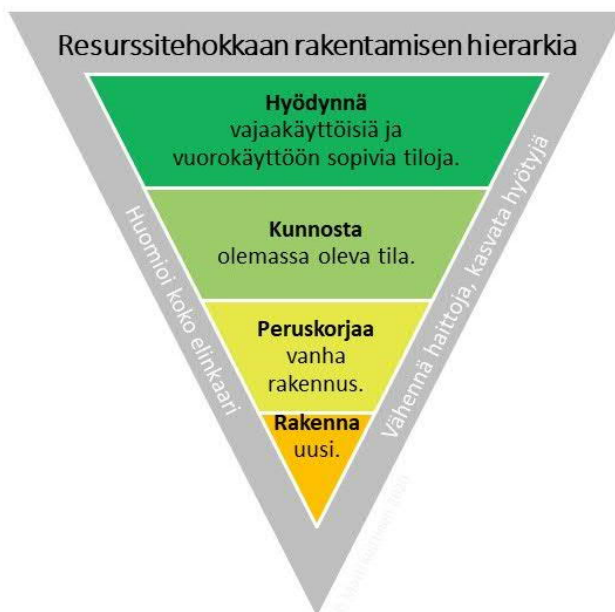 Resurssitehokkaan rakentamisen hierarkia
Hyödynnä
vajaakäyttöisiä ja
vuorokäyttöön sopivia tiloja.
Kunnosta
olemassa oleva tila.
Peruskorjaa
vanha
rakennus.
Rakenna
uusi.
Huomioi koko elinkaari
Vähennä haittoja, kasvata hyötyjä